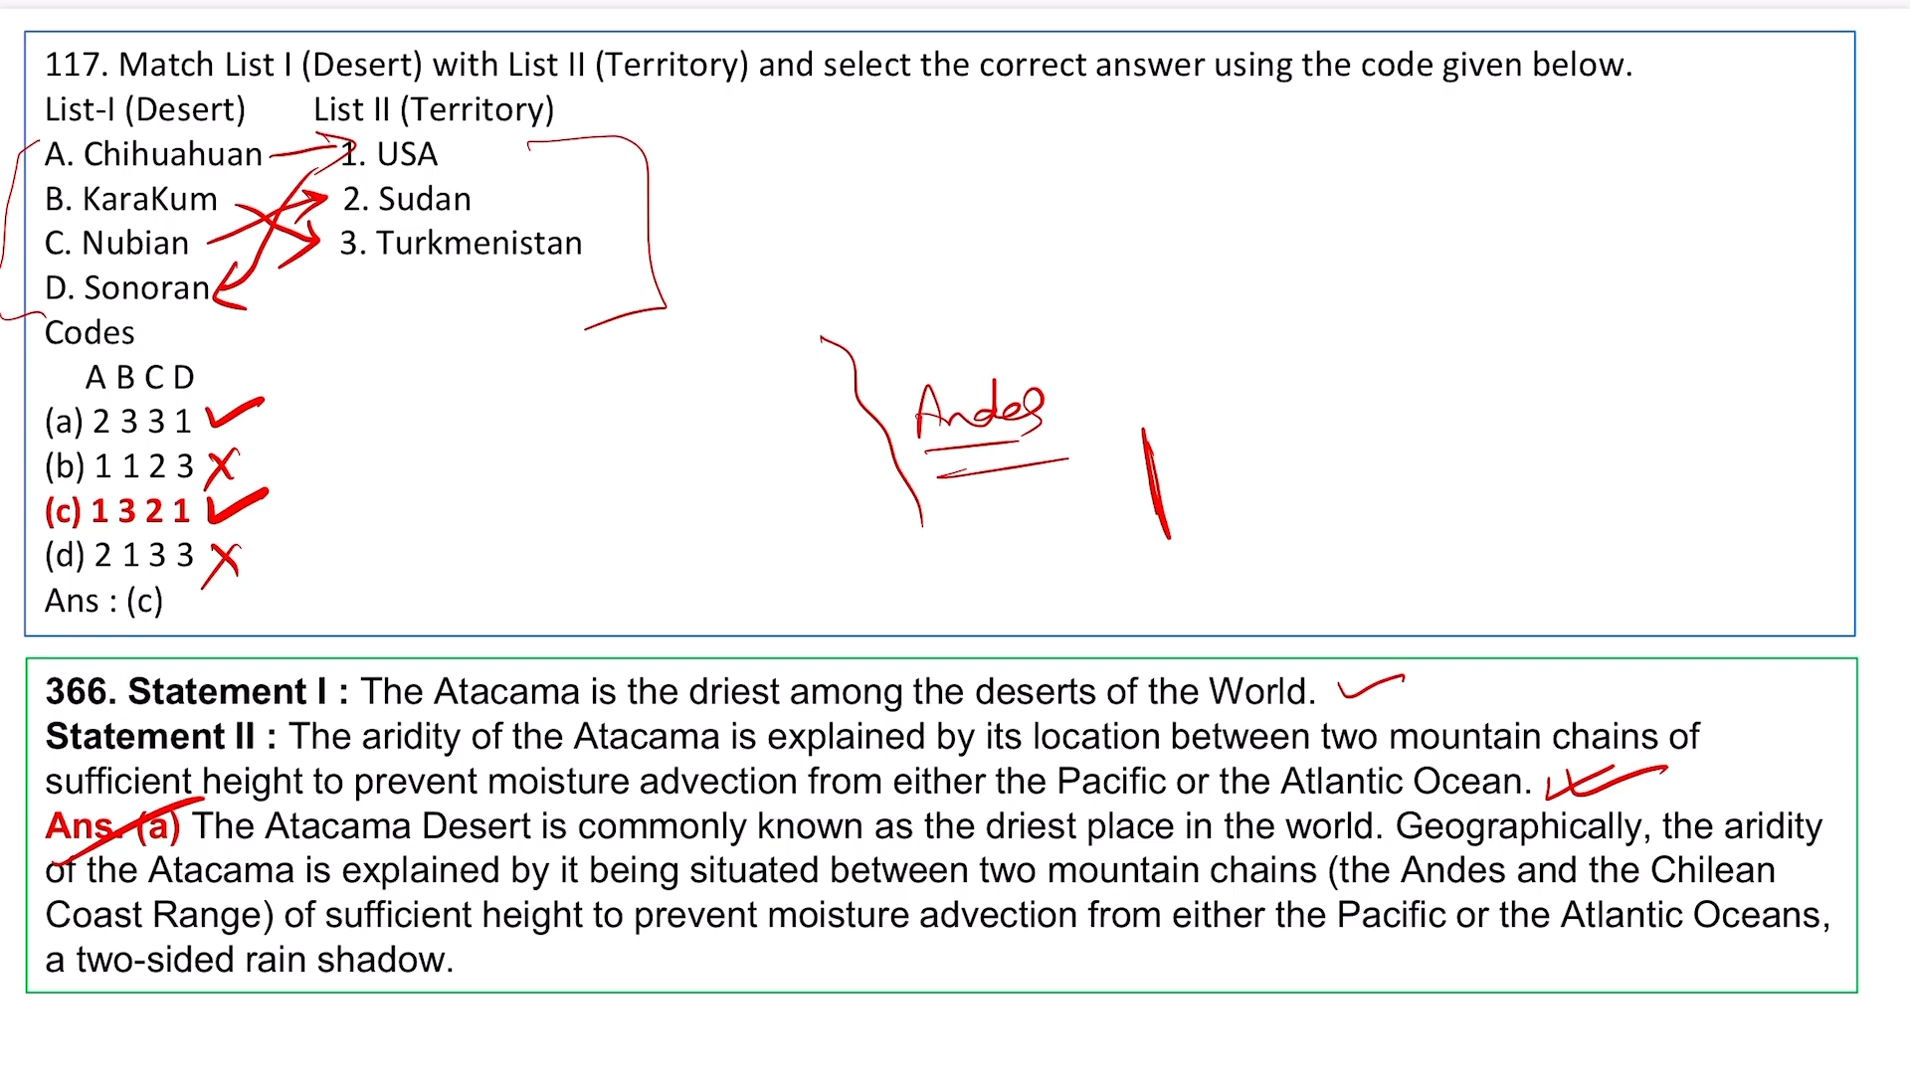 117. Match List I (Desert) with List II (Territory) and select the correct answer using the code given below.
List-I (Desert) List II (Territory)
A. Chihuahuan 1. USA
B. KaraKum 2. Sudan
C. Nubian 3. Turkmenistan
D. Sonoran
Codes
A B C D
(a) 2 3 3 1
(b) 1 1 2 3
(c) 1 3 2 1
(d) 2 1 3 3
Ans : (c)
Andes
366. Statement I : The Atacama is the driest among the deserts of the World.
Statement II : The aridity of the Atacama is explained by its location between two mountain chains of
sufficient height to prevent moisture advection from either the Pacific or the Atlantic Ocean.
Ans. (a) The Atacama Desert is commonly known as the driest place in the world. Geographically, the aridity
of the Atacama is explained by it being situated between two mountain chains (the Andes and the Chilean
Coast Range) of sufficient height to prevent moisture advection from either the Pacific or the Atlantic Oceans,
a two-sided rain shadow.